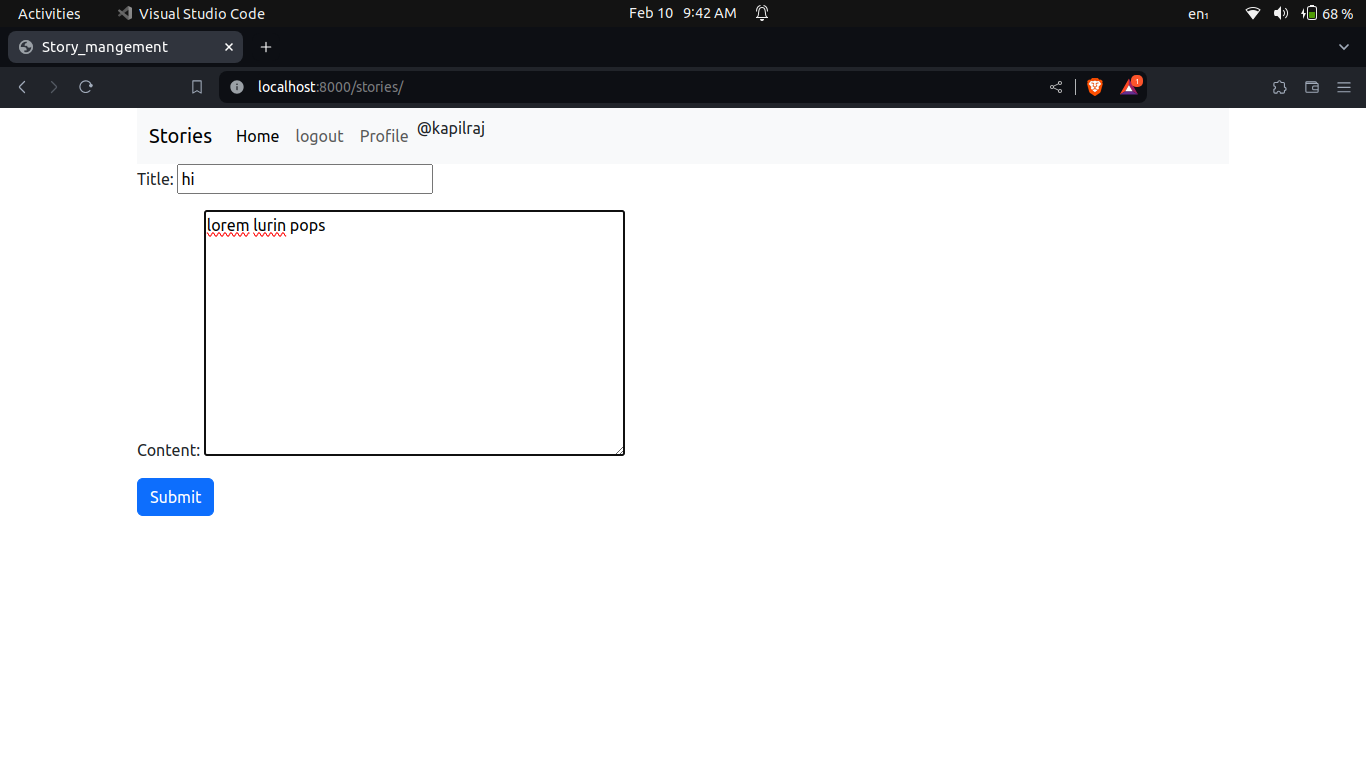 Activities Visual Studio Code Feb 10 9:42 AM en₁ 68 %
Story_mangement
localhost:8000/stories/ 1
Stories Home logout Profile @kapilraj
Title: hi
lorem lurin pops
Content:
Submit